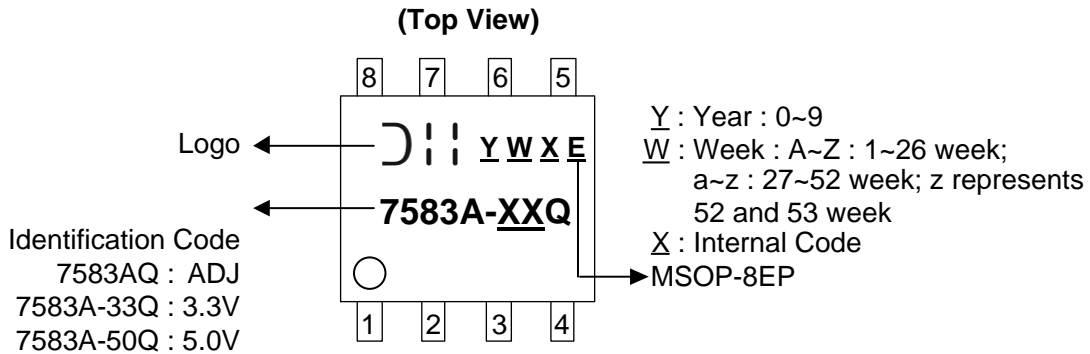 (Top View)
8 7 6 5
Logo
Y W X E
7583A-XXQ
Identification Code
7583AQ : ADJ
7583A-33Q : 3.3V
7583A-50Q : 5.0V
1 2 3 4
Y : Year : 0~9
W : Week : A~Z : 1~26 week;
a~z : 27~52 week; z represents
52 and 53 week
X : Internal Code
MSOP-8EP